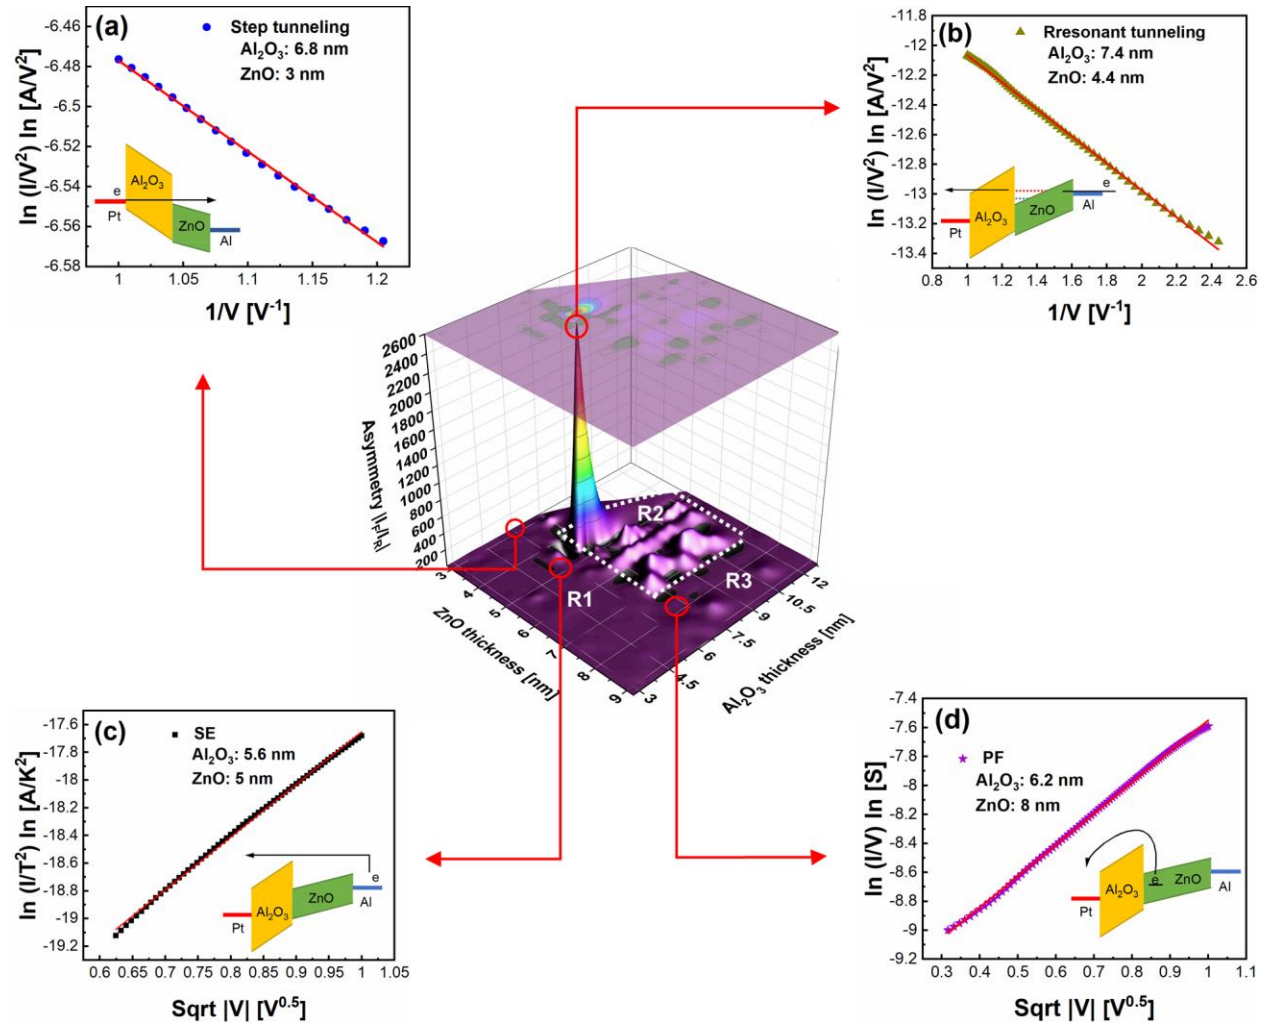 (a)
Step tunneling
Al₂O₃: 6.8 nm
ZnO: 3 nm
ln (I/V²) ln [A/V²]
-6.46
-6.48
-6.5
-6.52
-6.54
-6.56
-6.58
e
Al₂O₃
Pt
ZnO
Al
1 1.05 1.1 1.15 1.2
1/V [V⁻¹]
(b)
Rresonant tunneling
Al₂O₃: 7.4 nm
ZnO: 4.4 nm
ln (I/V²) ln [A/V²]
-11.8
-12
-12.2
-12.4
-12.6
-12.8
-13
-13.2
-13.4
e
Al₂O₃
ZnO
Al
Pt
0.8 1 1.2 1.4 1.6 1.8 2 2.2 2.4 2.6
1/V [V⁻¹]
Asymmetry |I_F/I_R|
2600
2400
2200
2000
1800
1600
1400
1200
1000
800
600
400
200
R2
R3
R1
3 4 5 6 7 8 9
ZnO thickness [nm]
3 4.5 6 7.5 9 10.5 12
Al₂O₃ thickness [nm]
(c)
SE
Al₂O₃: 5.6 nm
ZnO: 5 nm
ln (I/T²) ln [A/K²]
-17.6
-17.8
-18
-18.2
-18.4
-18.6
-18.8
-19
-19.2
e
ZnO
Al
Al₂O₃
Pt
0.6 0.65 0.7 0.75 0.8 0.85 0.9 0.95 1 1.05
Sqrt |V| [V⁰·⁵]
(d)
PF
Al₂O₃: 6.2 nm
ZnO: 8 nm
ln (I/V) ln [S]
-7.4
-7.6
-7.8
-8
-8.2
-8.4
-8.6
-8.8
-9
-9.2
e
ZnO
Al₂O₃
Al
Pt
0.3 0.4 0.5 0.6 0.7 0.8 0.9 1 1.1
Sqrt |V| [V⁰·⁵]